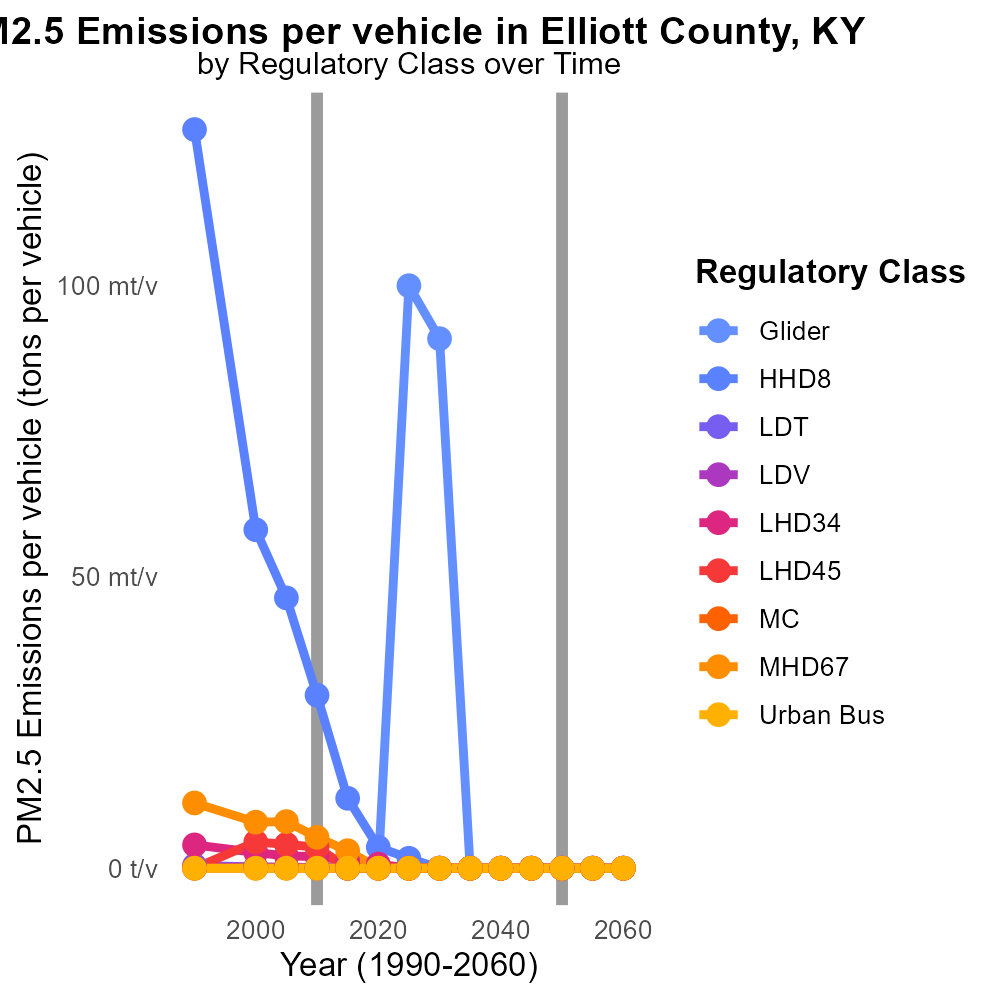 M2.5 Emissions per vehicle in Elliott County, KY
by Regulatory Class over Time
PM2.5 Emissions per vehicle (tons per vehicle)
100 mt/v
50 mt/v
0 t/v
2000 2020 2040 2060
Year (1990-2060)
Regulatory Class
Glider
HHD8
LDT
LDV
LHD34
LHD45
MC
MHD67
Urban Bus